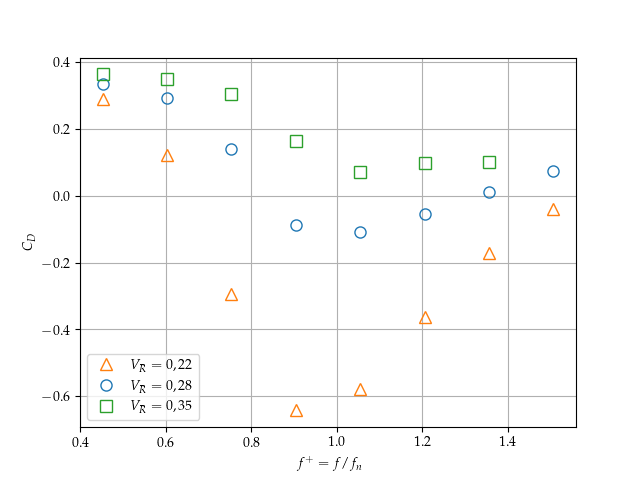 0.4
0.2
0.0
−0.2
−0.4
−0.6
C_D
V_R̄ = 0,22
V_R̄ = 0,28
V_R̄ = 0,35
0.4 0.6 0.8 1.0 1.2 1.4
f⁺ = f/fₙ